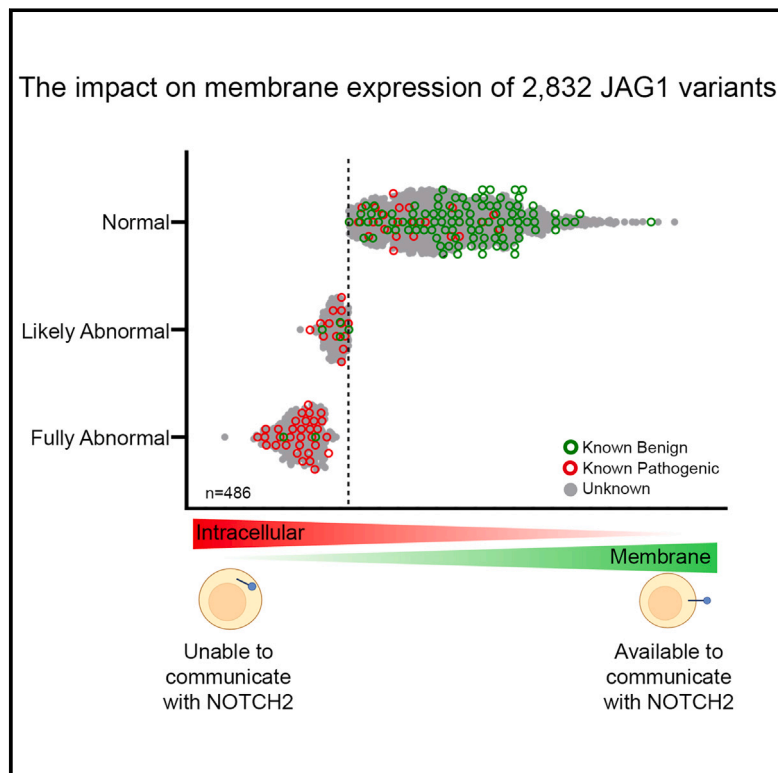 The impact on membrane expression of 2,832 JAG1 variants
Normal
Likely Abnormal
Fully Abnormal
Known Benign
Known Pathogenic
Unknown
n=486
Intracellular
Membrane
Unable to
communicate
with NOTCH2
Available to
communicate
with NOTCH2